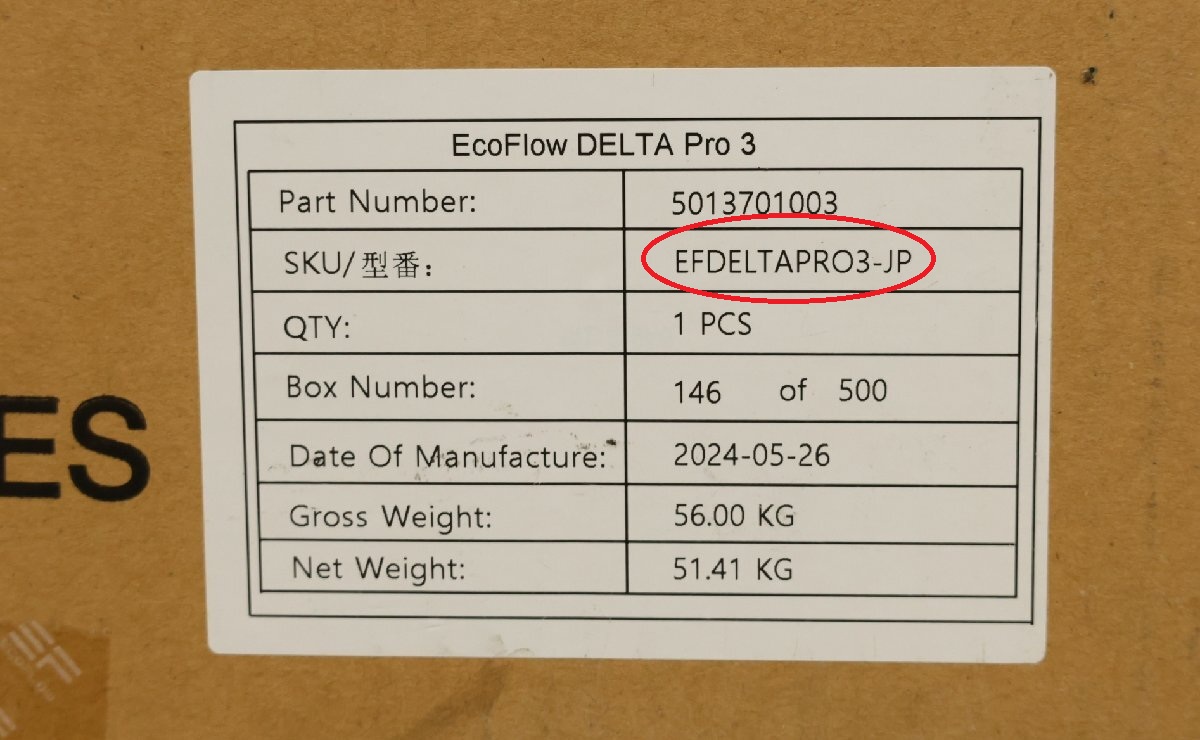 EcoFlow DELTA Pro 3
Part Number: 5013701003
SKU/型番： EFDELTAPRO3-JP
QTY: 1 PCS
Box Number: 146 of 500
Date Of Manufacture: 2024-05-26
Gross Weight: 56.00 KG
Net Weight: 51.41 KG
ES